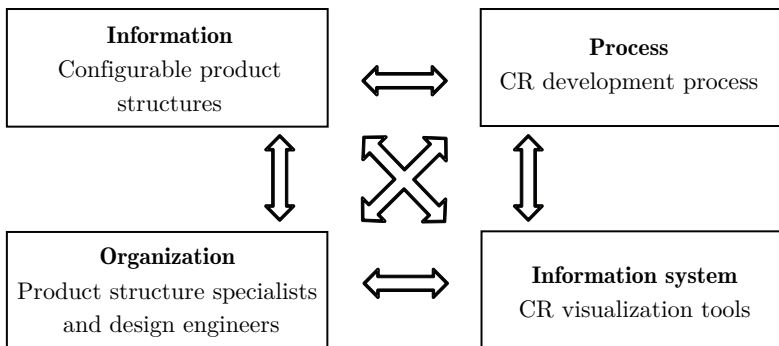 Information
Configurable product
structures
Process
CR development process
Organization
Product structure specialists
and design engineers
Information system
CR visualization tools